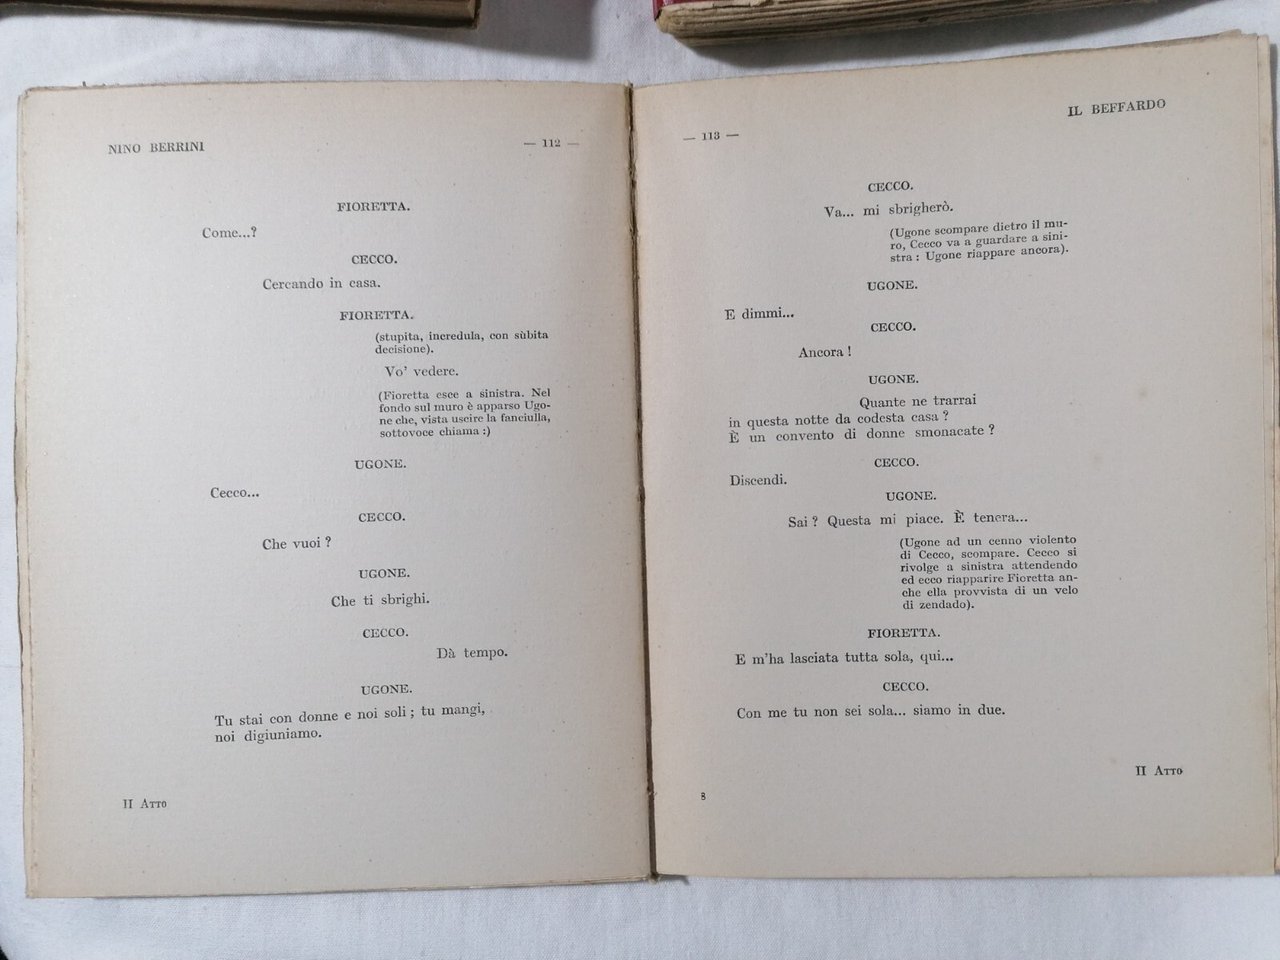 NINO BERRINI
— 112 —
FIORETTA.
Come...?
CECCO.
Cercando in casa.
FIORETTA.
(stupita, incredula, con sùbita
decisione).
Vo' vedere.
(Fioretta esce a sinistra. Nel
fondo sul muro è apparso Ugo-
ne che, vista uscire la fanciulla,
sottovoce chiama :)
UGONE.
Cecco...
CECCO.
Che vuoi ?
UGONE.
Che ti sbrighi.
CECCO.
Dà tempo.
UGONE.
Tu stai con donne e noi soli ; tu mangi,
noi digiuniamo.
II ATTO
— 113 —
IL BEFFARDO
CECCO.
Va... mi sbrigherò.
(Ugone scompare dietro il mu-
ro, Cecco va a guardare a sini-
stra : Ugone riappare ancora).
UGONE.
E dimmi...
CECCO.
Ancora !
UGONE.
Quante ne trarrai
in questa notte da codesta casa ?
È un convento di donne smonacate ?
CECCO.
Discendi.
UGONE.
Sai ? Questa mi piace. È tenera...
(Ugone ad un cenno violento
di Cecco, scompare. Cecco si
rivolge a sinistra attendendo
ed ecco riapparire Fioretta an-
che ella provvista di un velo
di zendado).
FIORETTA.
E m'ha lasciata tutta sola, qui...
CECCO.
Con me tu non sei sola... siamo in due.
II ATTO
8